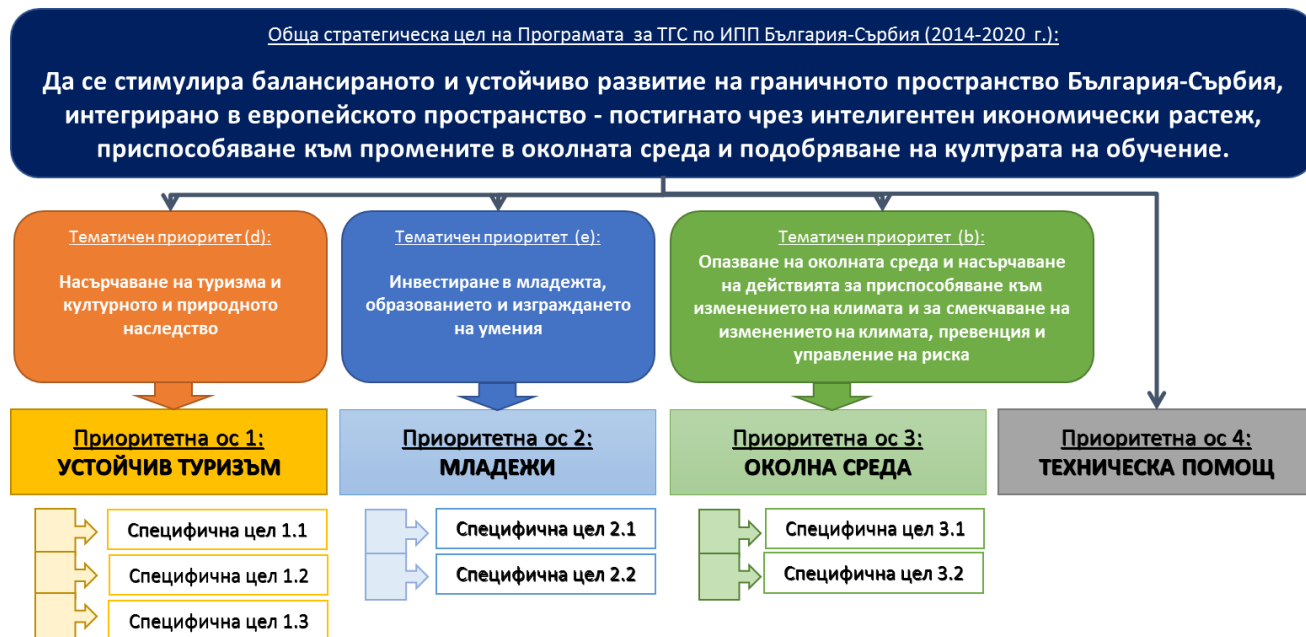 Обща стратегическа цел на Програмата за ТГС по ИПП България-Сърбия (2014-2020 г.):
Да се стимулира балансираното и устойчиво развитие на граничното пространство България-Сърбия,
интегрирано в европейското пространство - постигнато чрез интелигентен икономически растеж,
приспособяване към промените в околната среда и подобряване на културата на обучение.
Тематичен приоритет (d):
Насърчаване на туризма и
културното и природното
наследство
Тематичен приоритет (e):
Инвестиране в младежта,
образованието и изграждането
на умения
Тематичен приоритет (b):
Опазване на околната среда и насърчаване
на действията за приспособяване към
изменението на климата и за смекчаване на
изменението на климата, превенция и
управление на риска
Приоритетна ос 1:
УСТОЙЧИВ ТУРИЗЪМ
Приоритетна ос 2:
МЛАДЕЖИ
Приоритетна ос 3:
ОКОЛНА СРЕДА
Приоритетна ос 4:
ТЕХНИЧЕСКА ПОМОЩ
Специфична цел 1.1
Специфична цел 1.2
Специфична цел 1.3
Специфична цел 2.1
Специфична цел 2.2
Специфична цел 3.1
Специфична цел 3.2